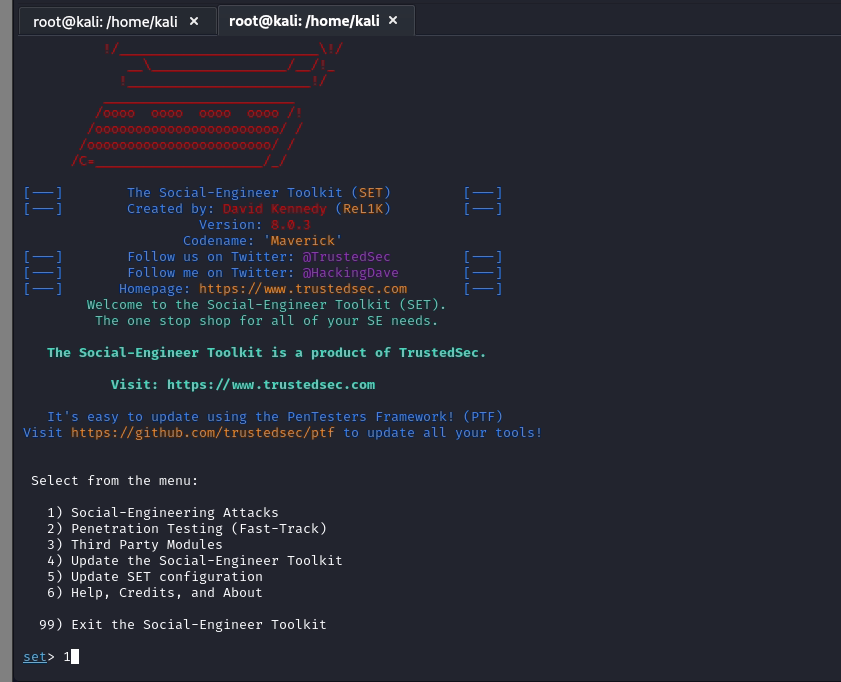 root@kali: /home/kali × root@kali: /home/kali ×
!/_________________________\!/
__\_________________/__/!_
!_______________________!/
________________________
/oooo  oooo  oooo  oooo /!
/ooooooooooooooooooooooo/ /
/ooooooooooooooooooooooo/ /
/C=_____________________/_/
[---] The Social-Engineer Toolkit (SET) [---]
[---] Created by: David Kennedy (ReL1K) [---]
Version: 8.0.3
Codename: 'Maverick'
[---] Follow us on Twitter: @TrustedSec [---]
[---] Follow me on Twitter: @HackingDave [---]
[---] Homepage: https://www.trustedsec.com [---]
Welcome to the Social-Engineer Toolkit (SET).
The one stop shop for all of your SE needs.
The Social-Engineer Toolkit is a product of TrustedSec.
Visit: https://www.trustedsec.com
It's easy to update using the PenTesters Framework! (PTF)
Visit https://github.com/trustedsec/ptf to update all your tools!
Select from the menu:
1) Social-Engineering Attacks
2) Penetration Testing (Fast-Track)
3) Third Party Modules
4) Update the Social-Engineer Toolkit
5) Update SET configuration
6) Help, Credits, and About
99) Exit the Social-Engineer Toolkit
set> 1